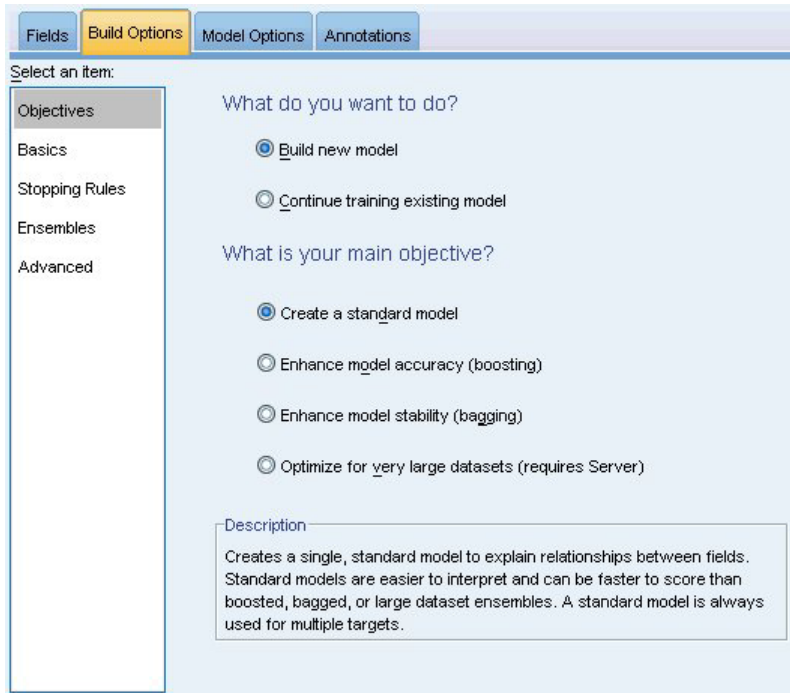 Fields Build Options Model Options Annotations
Select an item:
Objectives
Basics
Stopping Rules
Ensembles
Advanced
What do you want to do?
Build new model
Continue training existing model
What is your main objective?
Create a standard model
Enhance model accuracy (boosting)
Enhance model stability (bagging)
Optimize for very large datasets (requires Server)
Description
Creates a single, standard model to explain relationships between fields.
Standard models are easier to interpret and can be faster to score than
boosted, bagged, or large dataset ensembles. A standard model is always
used for multiple targets.